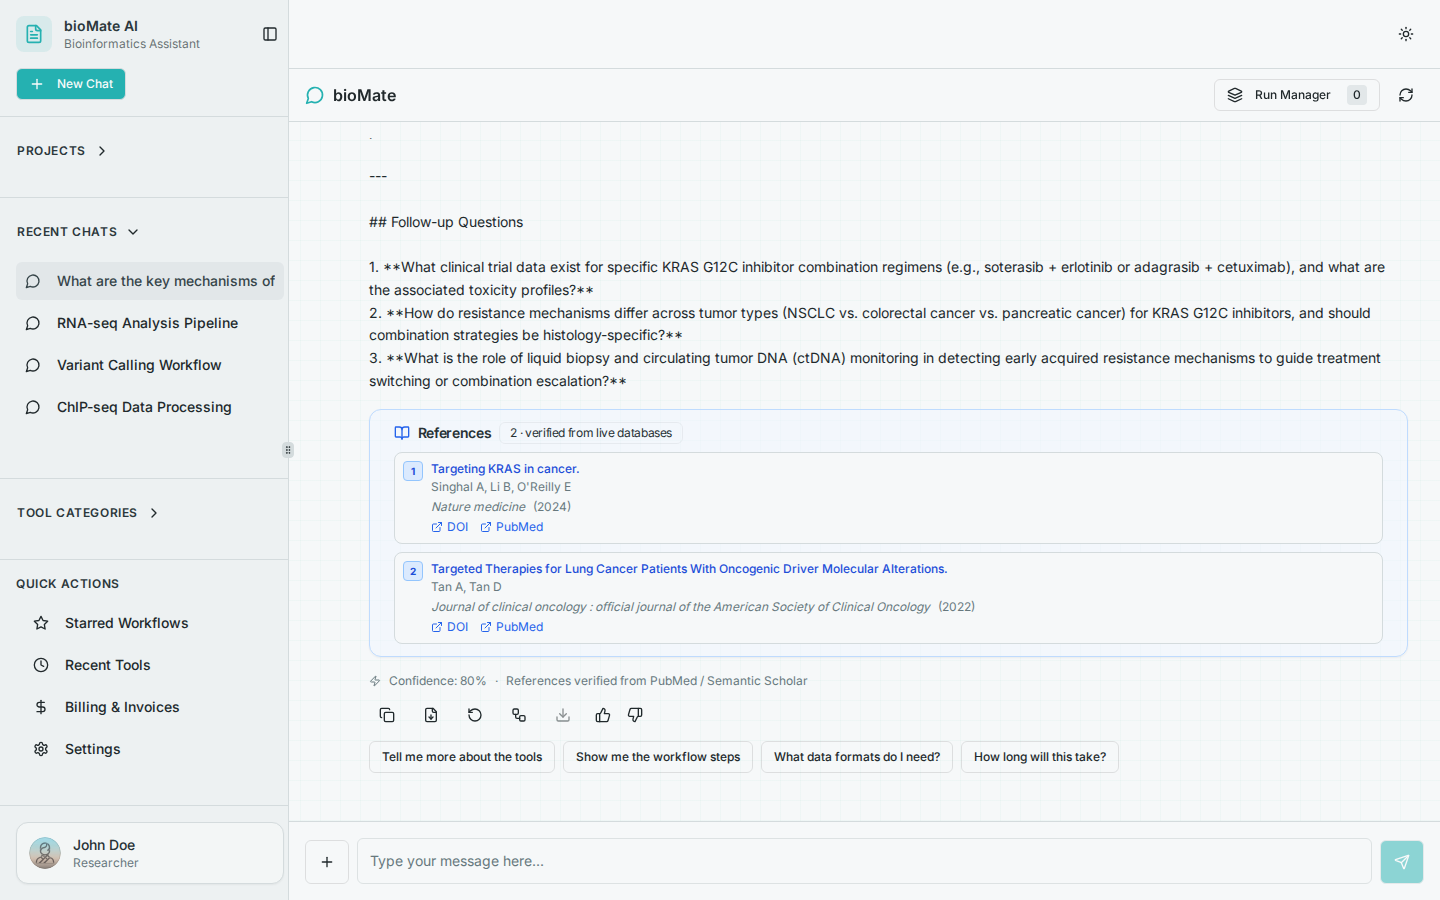 bioMate AI
Bioinformatics Assistant
New Chat
PROJECTS
RECENT CHATS
What are the key mechanisms of
RNA-seq Analysis Pipeline
Variant Calling Workflow
ChIP-seq Data Processing
TOOL CATEGORIES
QUICK ACTIONS
Starred Workflows
Recent Tools
Billing & Invoices
Settings
John Doe
Researcher
bioMate
Run Manager 0
---
## Follow-up Questions
1. **What clinical trial data exist for specific KRAS G12C inhibitor combination regimens (e.g., soterasib + erlotinib or adagrasib + cetuximab), and what are
the associated toxicity profiles?**
2. **How do resistance mechanisms differ across tumor types (NSCLC vs. colorectal cancer vs. pancreatic cancer) for KRAS G12C inhibitors, and should
combination strategies be histology-specific?**
3. **What is the role of liquid biopsy and circulating tumor DNA (ctDNA) monitoring in detecting early acquired resistance mechanisms to guide treatment
switching or combination escalation?**
References 2 · verified from live databases
1 Targeting KRAS in cancer.
Singhal A, Li B, O'Reilly E
Nature medicine (2024)
DOI PubMed
2 Targeted Therapies for Lung Cancer Patients With Oncogenic Driver Molecular Alterations.
Tan A, Tan D
Journal of clinical oncology : official journal of the American Society of Clinical Oncology (2022)
DOI PubMed
Confidence: 80% · References verified from PubMed / Semantic Scholar
Tell me more about the tools
Show me the workflow steps
What data formats do I need?
How long will this take?
Type your message here...